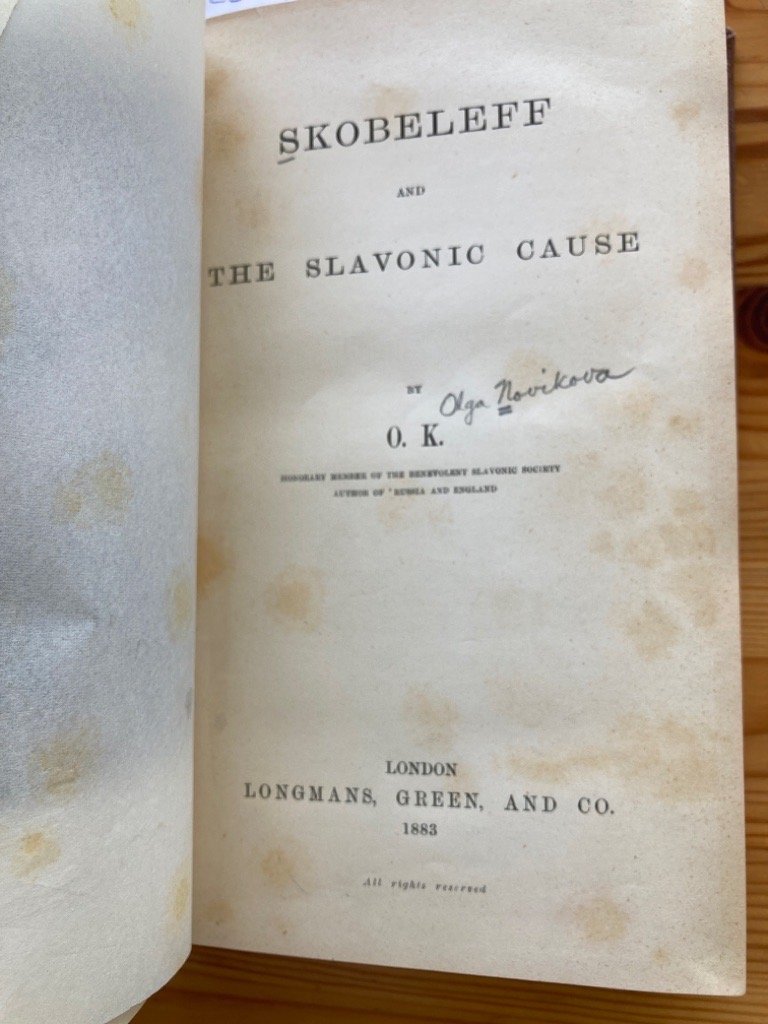 SKOBELEFF
AND
THE SLAVONIC CAUSE
BY
Olga Novikova
O. K.
HONORARY MEMBER OF THE BENEVOLENT SLAVONIC SOCIETY
AUTHOR OF 'RUSSIA AND ENGLAND
LONDON
LONGMANS, GREEN, AND CO.
1883
All rights reserved